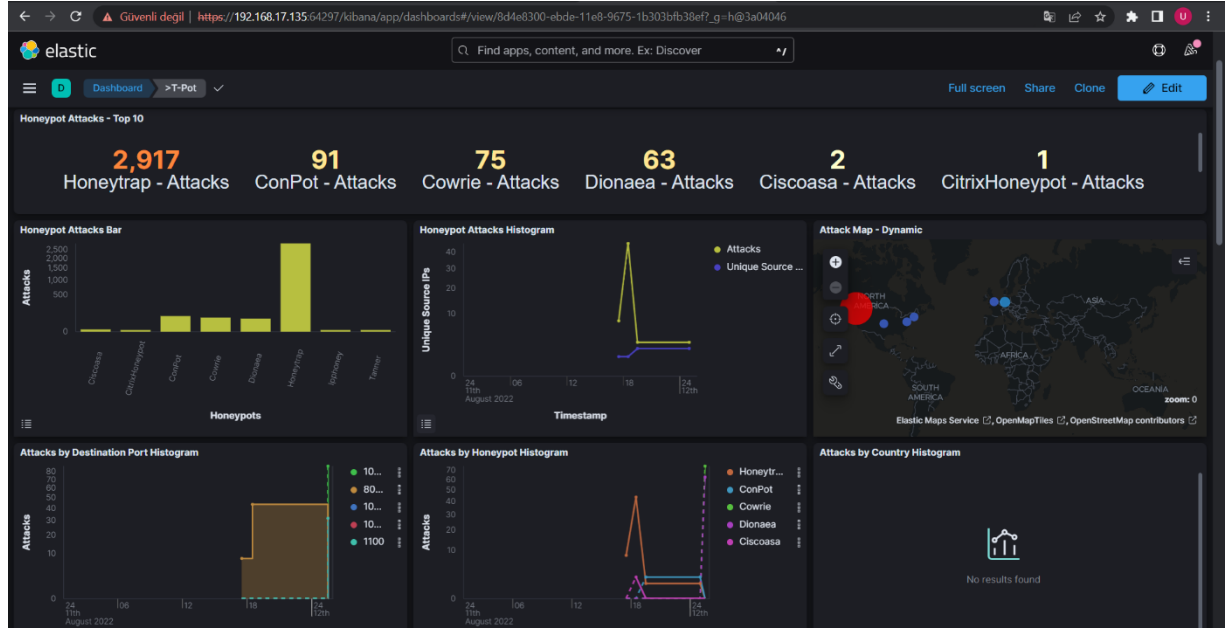 Güvenli değil | https://192.168.17.135:64297/kibana/app/dashboards#/view/8d4e8300-ebde-11e8-9675-1b303bfb38ef?_g=h@3a04046
U
elastic
Find apps, content, and more. Ex: Discover
^/
D
Dashboard
>T-Pot
Full screen
Share
Clone
Edit
Honeypot Attacks - Top 10
2,917
Honeytrap - Attacks
91
ConPot - Attacks
75
Cowrie - Attacks
63
Dionaea - Attacks
2
Ciscoasa - Attacks
1
CitrixHoneypot - Attacks
Honeypot Attacks Bar
Attacks
2,500
2,000
1,500
1,000
500
0
Ciscoasa
CitrixHoneypot
ConPot
Cowrie
Dionaea
Honeytrap
Ipphoney
Tanner
Honeypots
Honeypot Attacks Histogram
Unique Source IPs
40
30
20
10
0
24
11th
August 2022
06
12
18
24
12th
Timestamp
Attacks
Unique Source ...
Attack Map - Dynamic
NORTH
AMERICA
ASIA
AFRICA
SOUTH
AMERICA
OCEANIA
zoom: 0
Elastic Maps Service, OpenMapTiles, OpenStreetMap contributors
Attacks by Destination Port Histogram
Attacks
80
70
60
50
40
30
20
10
0
24
11th
August 2022
06
12
18
24
12th
10...
80...
10...
10...
1100
Attacks by Honeypot Histogram
Attacks
70
60
50
40
30
20
10
0
24
11th
August 2022
06
12
18
24
12th
Honeytr...
ConPot
Cowrie
Dionaea
Ciscoasa
Attacks by Country Histogram
No results found